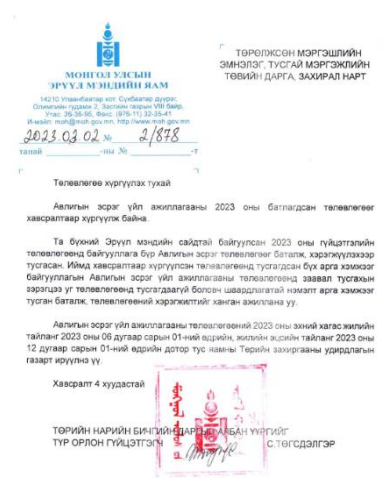 МОНГОЛ УЛСЫН
ЭРҮҮЛ МЭНДИЙН ЯАМ
14210 Улаанбаатар хот, Сүхбаатар дүүрэг,
Олимпийн гудамж 2, Засгийн газрын VIII байр,
Утас: 26-36-95, Факс: (976-11) 32-35-41
И-мэйл: moh@moh.gov.mn, http://www.moh.gov.mn
2023.03.02 № 2/878
танай -ны № -т
ТӨРӨЛЖСӨН МЭРГЭШЛИЙН
ЭМНЭЛЭГ, ТУСГАЙ МЭРГЭЖЛИЙН
ТӨВИЙН ДАРГА, ЗАХИРАЛ НАРТ
Төлөвлөгөө хүргүүлэх тухай
Авлигын эсрэг үйл ажиллагааны 2023 оны батлагдсан төлөвлөгөөг
хавсралтаар хүргүүлж байна.
Та бүхний Эрүүл мэндийн сайдтай байгуулсан 2023 оны гүйцэтгэлийн
төлөвлөгөөнд байгууллага бүр Авлигын эсрэг төлөвлөгөөг баталж, хэрэгжүүлэхээр
тусгасан. Иймд хавсралтаар хүргүүлсэн төлөвлөгөөнд тусгагдсан бүх арга хэмжээг
байгууллагын Авлигын эсрэг үйл ажиллагааны төлөвлөгөөнд заавал тусгахын
зэрэгцээ уг төлөвлөгөөнд тусгагдаагүй боловч шаардлагатай нэмэлт арга хэмжээг
тусган баталж, төлөвлөгөөний хэрэгжилтийг ханган ажиллана уу.
Авлигын эсрэг үйл ажиллагааны төлөвлөгөөний 2023 оны эхний хагас жилийн
тайланг 2023 оны 06 дугаар сарын 01-ний өдрийн, жилийн эцсийн тайланг 2023 оны
12 дугаар сарын 01-ний өдрийн дотор тус яамны Төрийн захиргааны удирдлагын
газарт ирүүлнэ үү.
Хавсралт 4 хуудастай
ТӨРИЙН НАРИЙН БИЧГИЙН ДАРГЫН АЛБАН ҮҮРГИЙГ
ТҮР ОРЛОН ГҮЙЦЭТГЭГЧ С.ТӨГСДЭЛГЭР